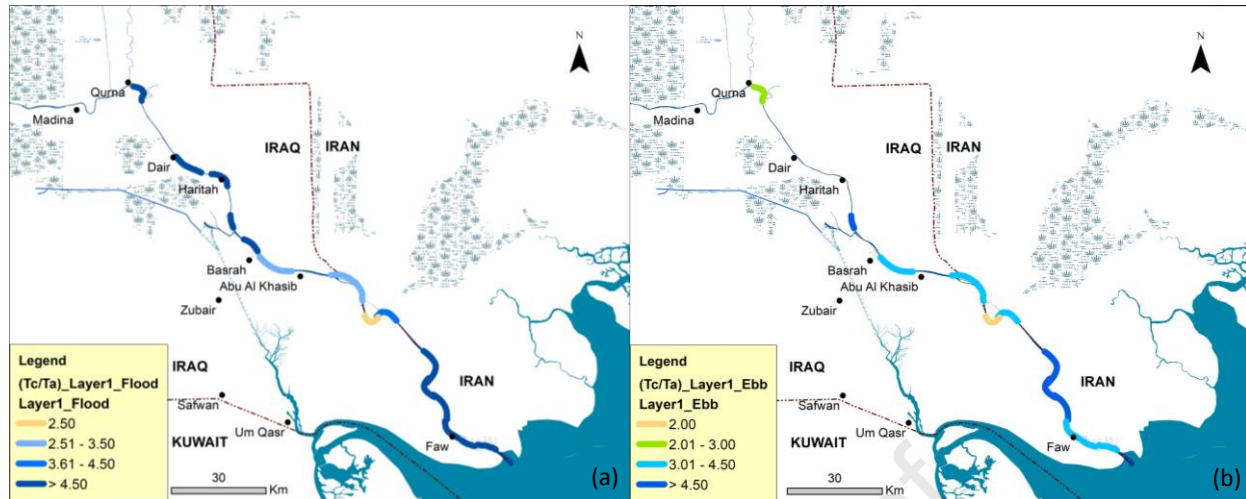 N
Qurna
Madina
IRAQ
IRAN
Dair
Haritah
Basrah
Abu Al Khasib
Zubair
Legend
(Tc/Ta)_Layer1_Flood
Layer1_Flood
2.50
2.51 - 3.50
3.61 - 4.50
> 4.50
IRAQ
Safwan
KUWAIT
Um Qasr
IRAN
Faw
30
Km
(a)
N
Qurna
Madina
IRAQ
IRAN
Dair
Haritah
Basrah
Abu Al Khasib
Zubair
Legend
(Tc/Ta)_Layer1_Ebb
Layer1_Ebb
2.00
2.01 - 3.00
3.01 - 4.50
> 4.50
IRAQ
Safwan
KUWAIT
Um Qasr
IRAN
Faw
30
Km
(b)